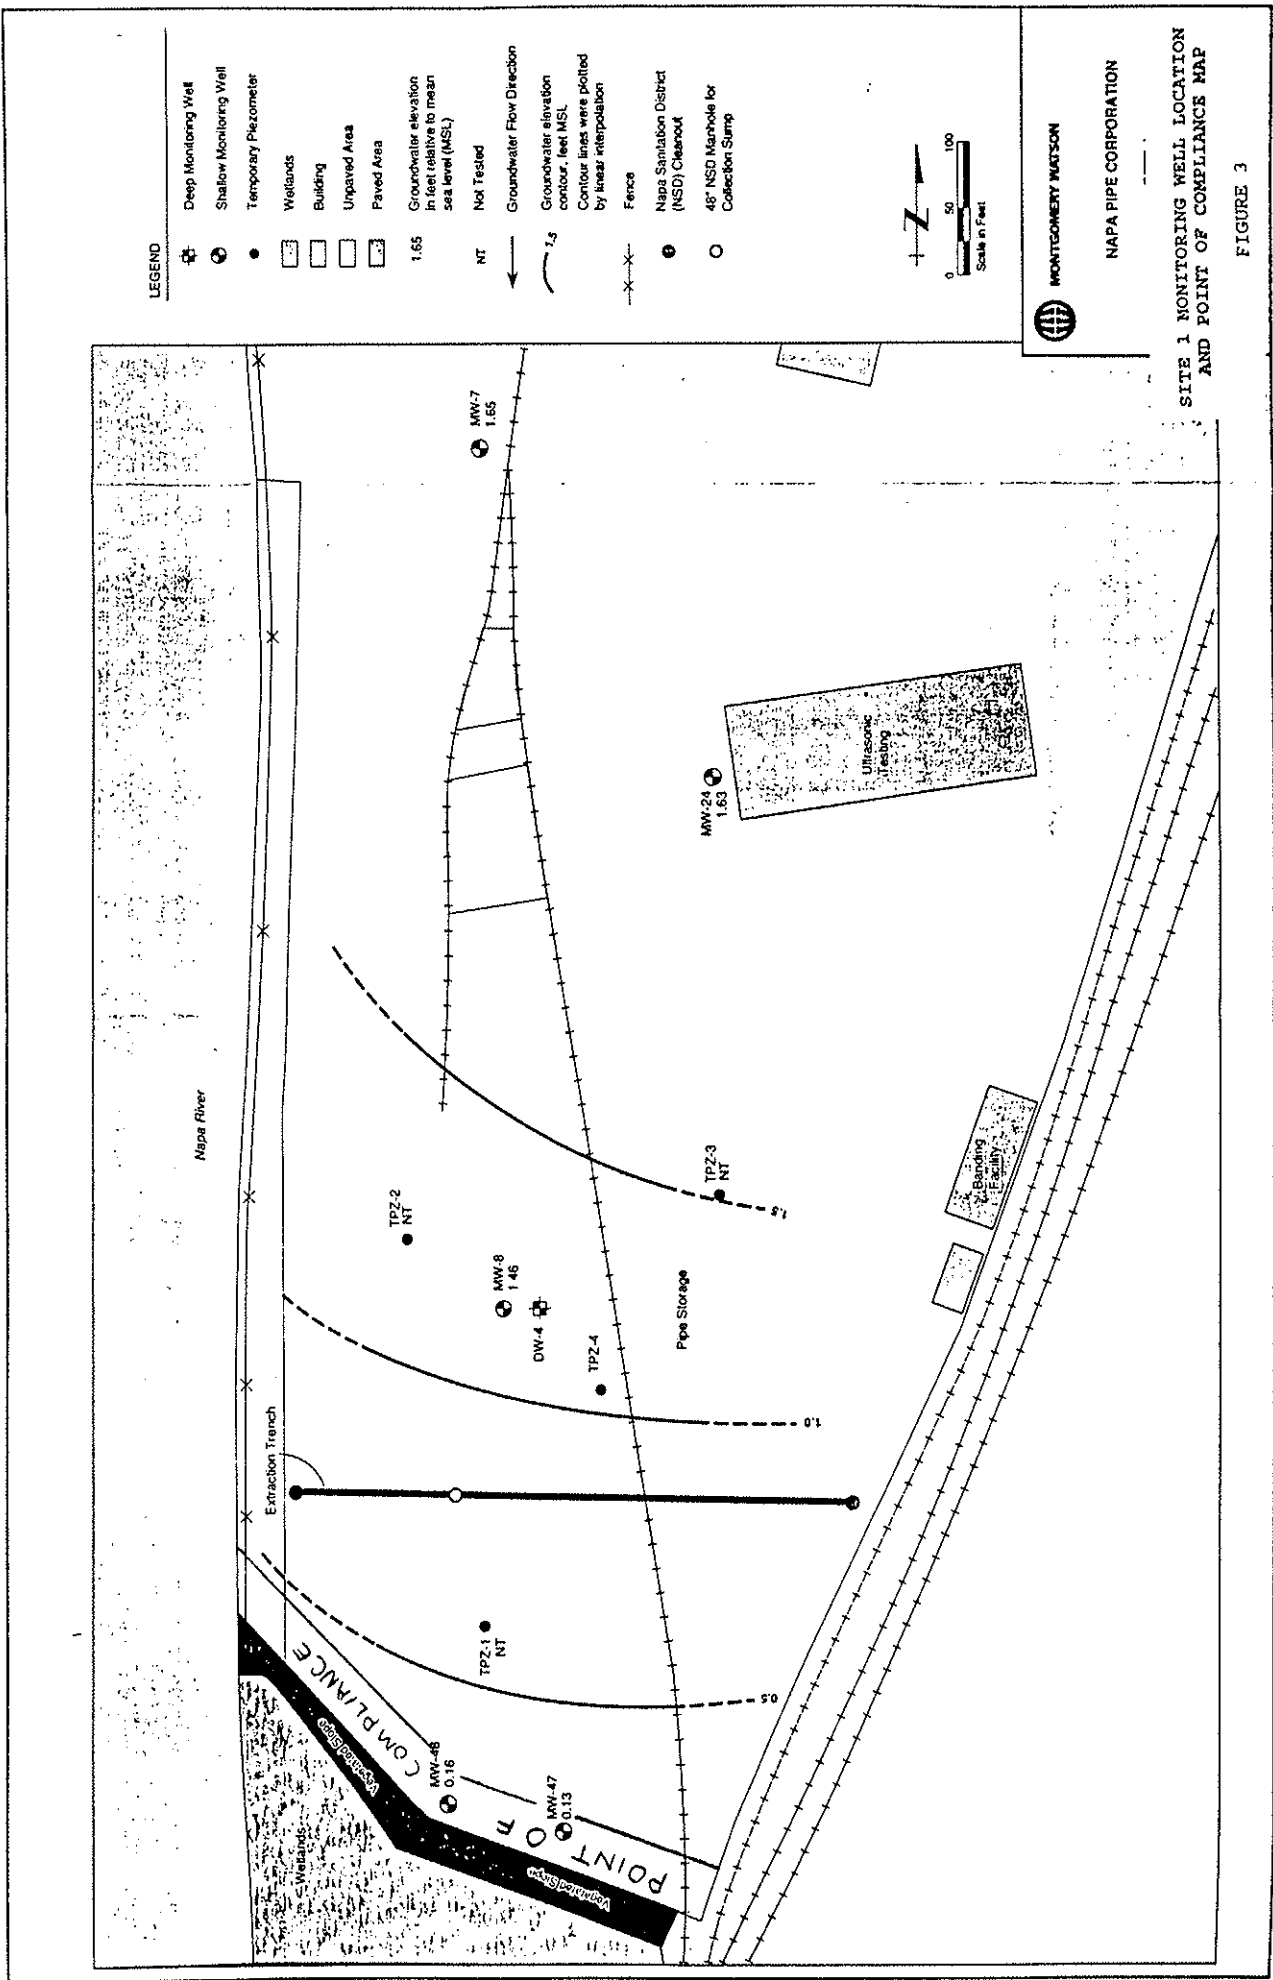 LEGEND
Deep Monitoring Well
Shallow Monitoring Well
Temporary Piezometer
Wetlands
Building
Unpaved Area
Paved Area
1.65
Groundwater elevation
in feet relative to mean
sea level (MSL)
NT
Not Tested
Groundwater Flow Direction
1.5
Groundwater elevation
contour, feet MSL
Contour lines were plotted
by linear interpolation
Fence
Napa Sanitation District
(NSD) Cleanout
48" NSD Manhole for
Collection Sump
Z
0 50 100
Scale in Feet
MONTGOMERY WATSON
NAPA PIPE CORPORATION
SITE 1 MONITORING WELL LOCATION
AND POINT OF COMPLIANCE MAP
FIGURE 3
Napa River
Extraction Trench
Wetlands
Vegetated Slope
Vegetated Slope
POINT OF COMPLIANCE
MW-48
0.16
MW-47
0.13
TPZ-1
NT
0.5
TPZ-2
NT
MW-8
1.46
DW-4
TPZ-4
1.0
TPZ-3
NT
1.5
Pipe Storage
MW-7
1.65
MW-24
1.63
Ultrasonic
Testing
Banding
Facility